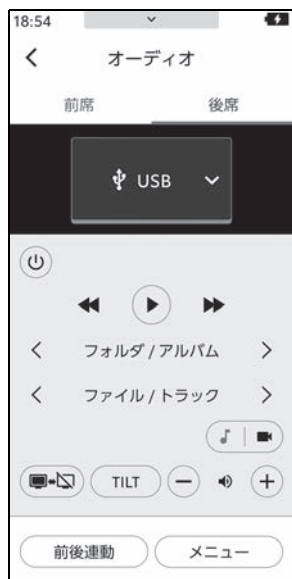 18:54
オーディオ
前席 後席
USB
フォルダ / アルバム
ファイル / トラック
TILT
前後連動 メニュー